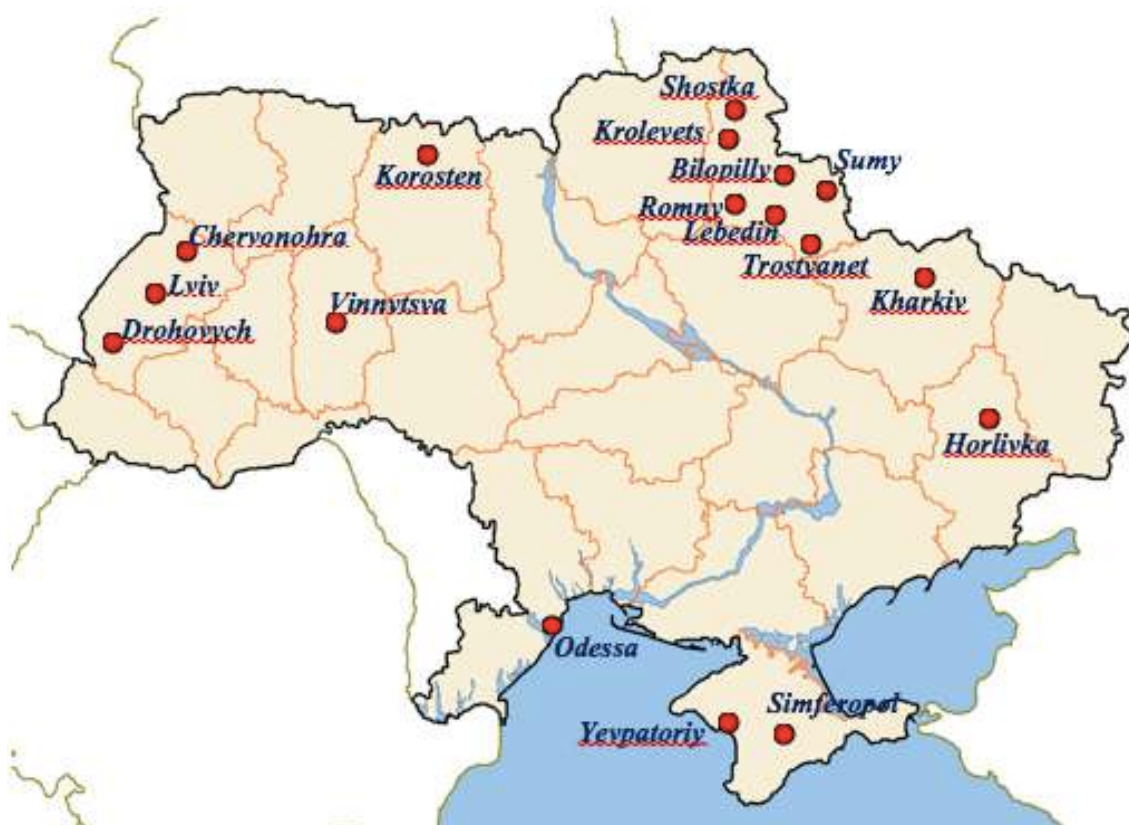 Shostka
Krolevets
Bilopilly
Sumy
Korosten
Romny
Lebedin
Chervonohra
Trostyanet
Lviv
Kharkiv
Vinnytsya
Drohovych
Horlivka
Odessa
Simferopol
Yevpatoriy